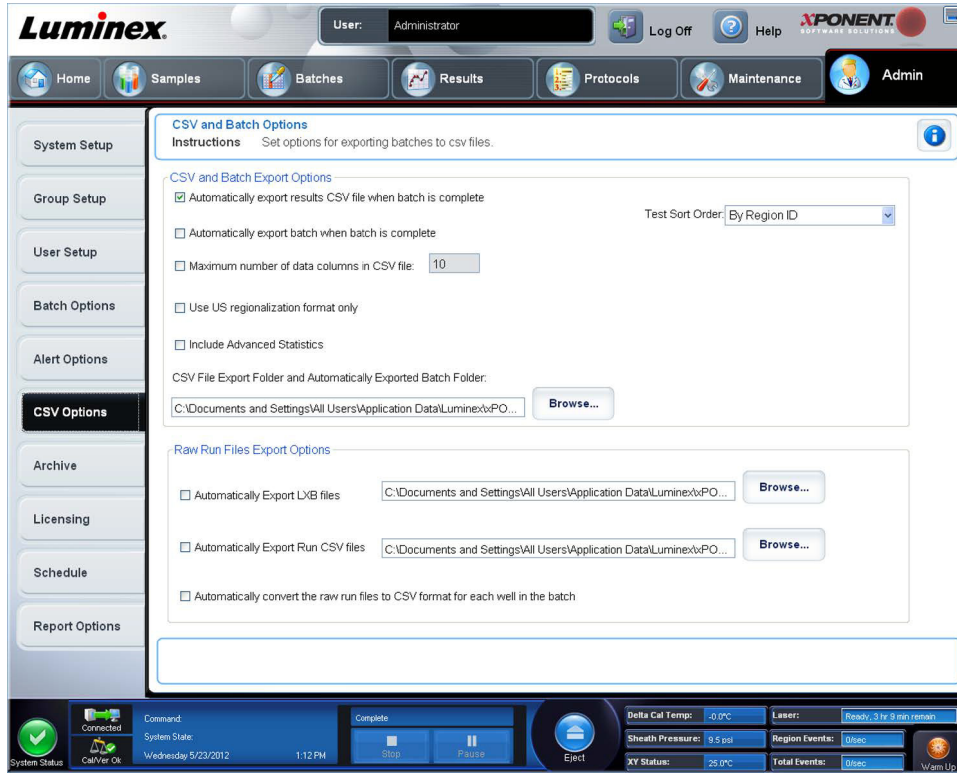 Luminex.
User: Administrator
Log Off
Help
XPONENT.
SOFTWARE SOLUTIONS
Home
Samples
Batches
Results
Protocols
Maintenance
Admin
System Setup
Group Setup
User Setup
Batch Options
Alert Options
CSV Options
Archive
Licensing
Schedule
Report Options
CSV and Batch Options
Instructions Set options for exporting batches to csv files.
CSV and Batch Export Options
Automatically export results CSV file when batch is complete
Test Sort Order: By Region ID
Automatically export batch when batch is complete
Maximum number of data columns in CSV file: 10
Use US regionalization format only
Include Advanced Statistics
CSV File Export Folder and Automatically Exported Batch Folder:
C:\Documents and Settings\All Users\Application Data\Luminex\xPO... Browse...
Raw Run Files Export Options
Automatically Export LXB files C:\Documents and Settings\All Users\Application Data\Luminex\xPO... Browse...
Automatically Export Run CSV files C:\Documents and Settings\All Users\Application Data\Luminex\xPO... Browse...
Automatically convert the raw run files to CSV format for each well in the batch
System Status
Connected
Cal/Ver Ok
Command:
System State:
Wednesday 5/23/2012 1:12 PM
Complete
Stop
Pause
Eject
Delta Cal Temp: -0.0°C
Laser: Ready, 3 hr 9 min remain
Sheath Pressure: 9.5 psi
Region Events: 0/sec
XY Status: 25.0°C
Total Events: 0/sec
Warm Up